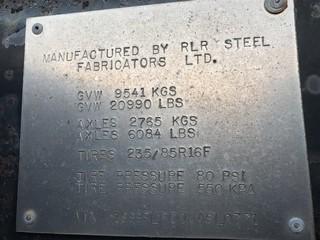 MANUFACTURED BY RLR STEEL
FABRICATORS LTD.
GVW 9541 KGS
GVW 20990 LBS
AXLES 2765 KGS
AXLES 6084 LBS
TIRES 235/85R16F
TIRE PRESSURE 80 PSI
TIRE PRESSURE 550 KPA